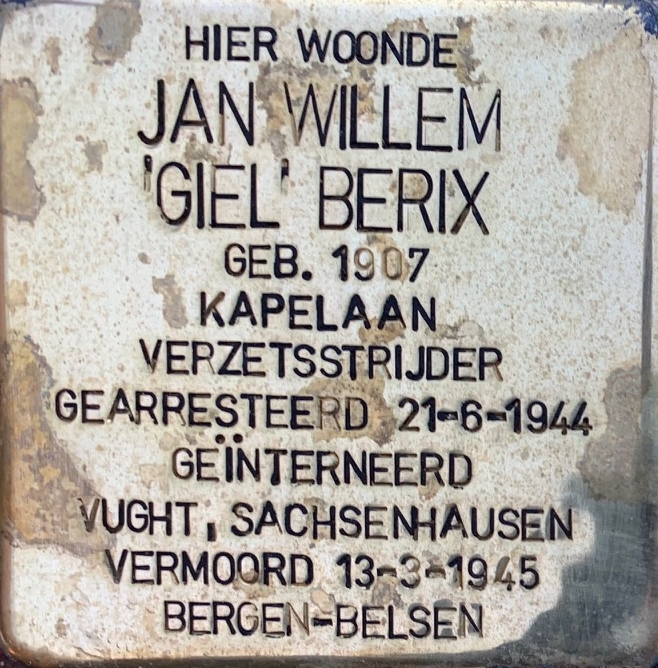 HIER WOONDE
JAN WILLEM
'GIEL' BERIX
GEB. 1907
KAPELAAN
VERZETSSTRIJDER
GEARRESTEERD 21-6-1944
GEÏNTERNEERD
VUGHT, SACHSENHAUSEN
VERMOORD 13-3-1945
BERGEN-BELSEN